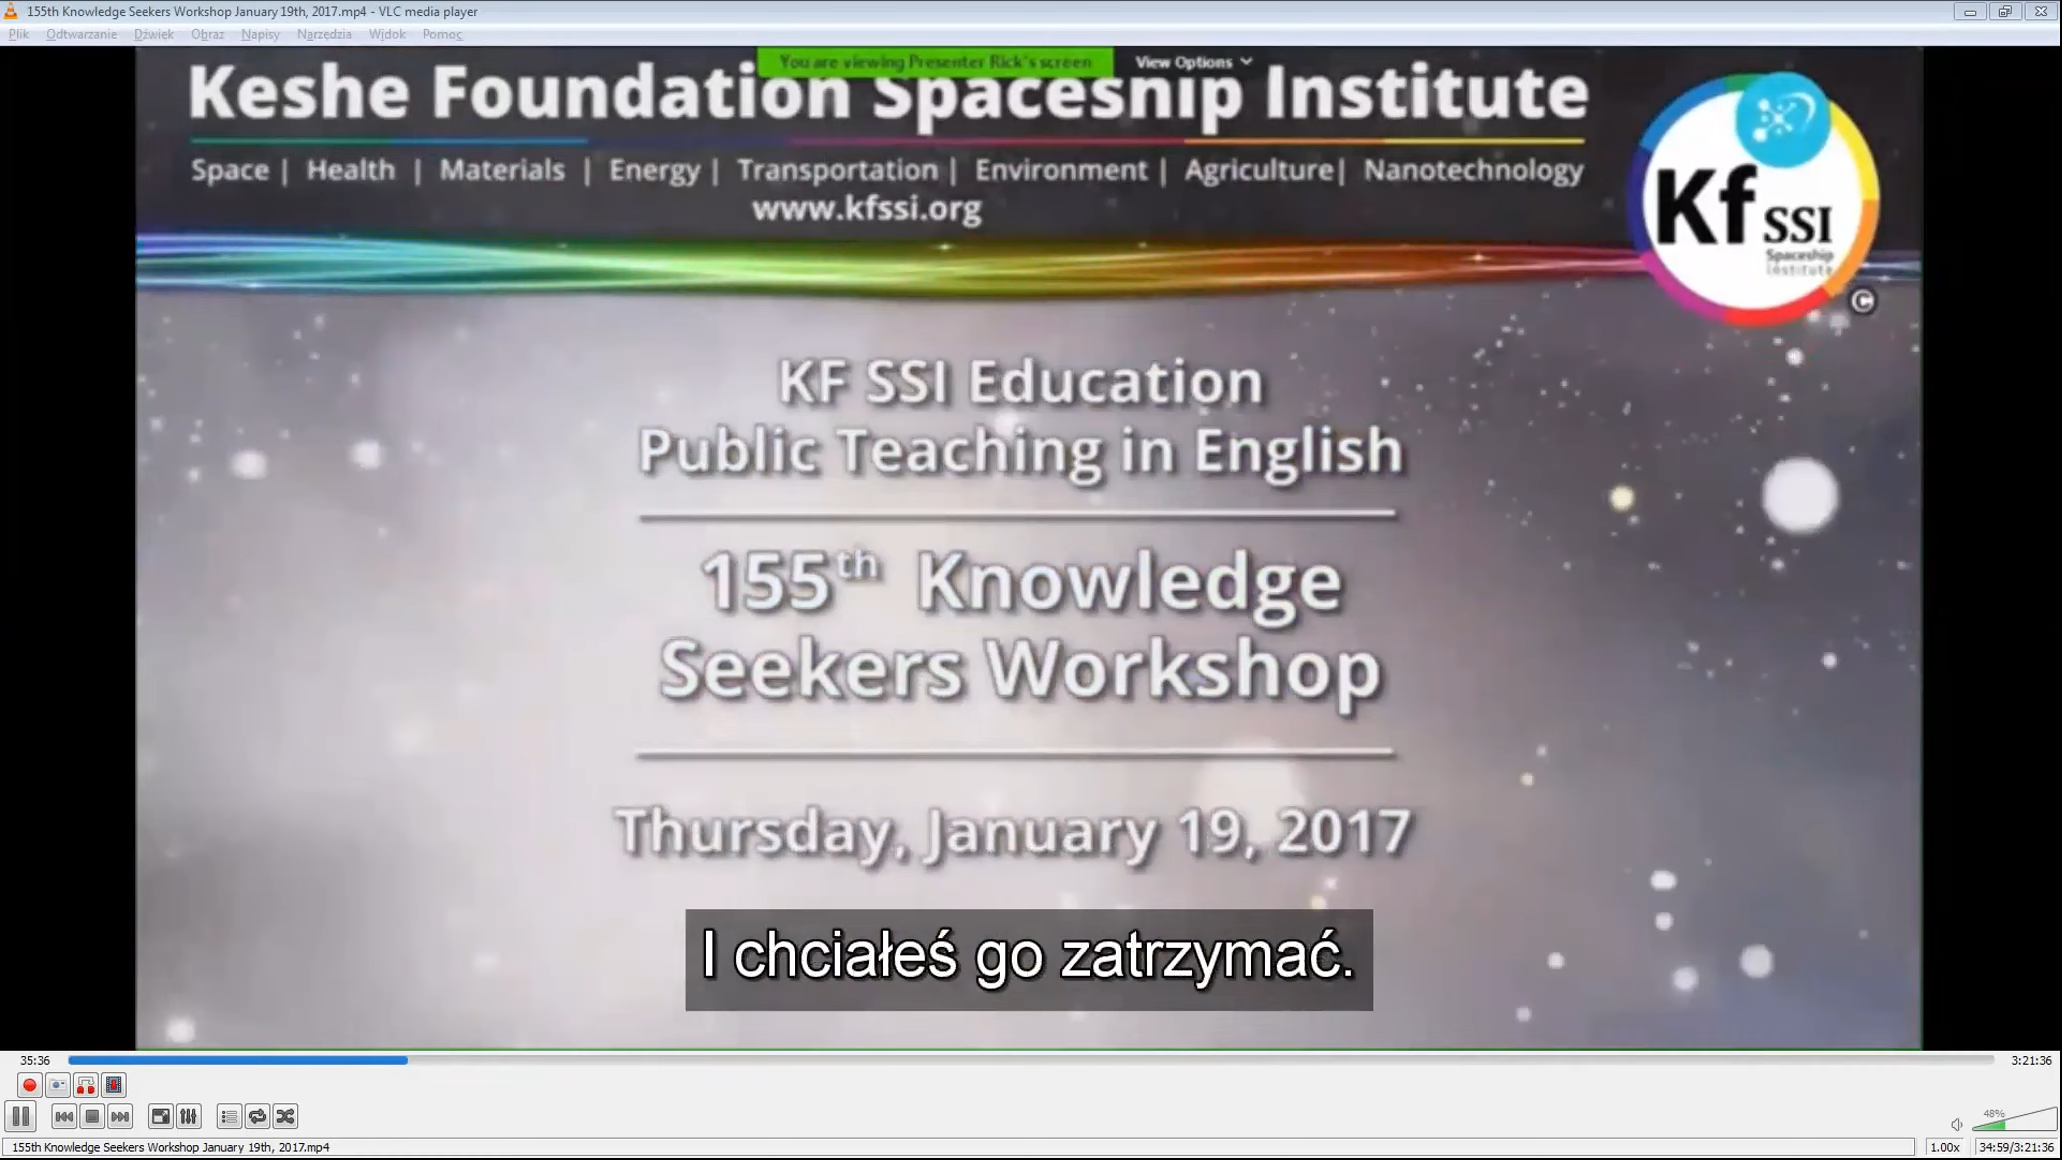 155th Knowledge Seekers Workshop January 19th, 2017.mp4 - VLC media player
Plik Odtwarzanie Dźwięk Obraz Napisy Narzędzia Widok Pomoc
You are viewing Presenter Rick's screen View Options
Keshe Foundation Spaceship Institute
Space | Health | Materials | Energy | Transportation | Environment | Agriculture | Nanotechnology
www.kfssi.org
Kf SSI
Spaceship
Institute
©
KF SSI Education
Public Teaching in English
155th Knowledge
Seekers Workshop
Thursday, January 19, 2017
I chciałeś go zatrzymać.
35:36 3:21:36
48%
155th Knowledge Seekers Workshop January 19th, 2017.mp4 1.00x 34:59/3:21:36